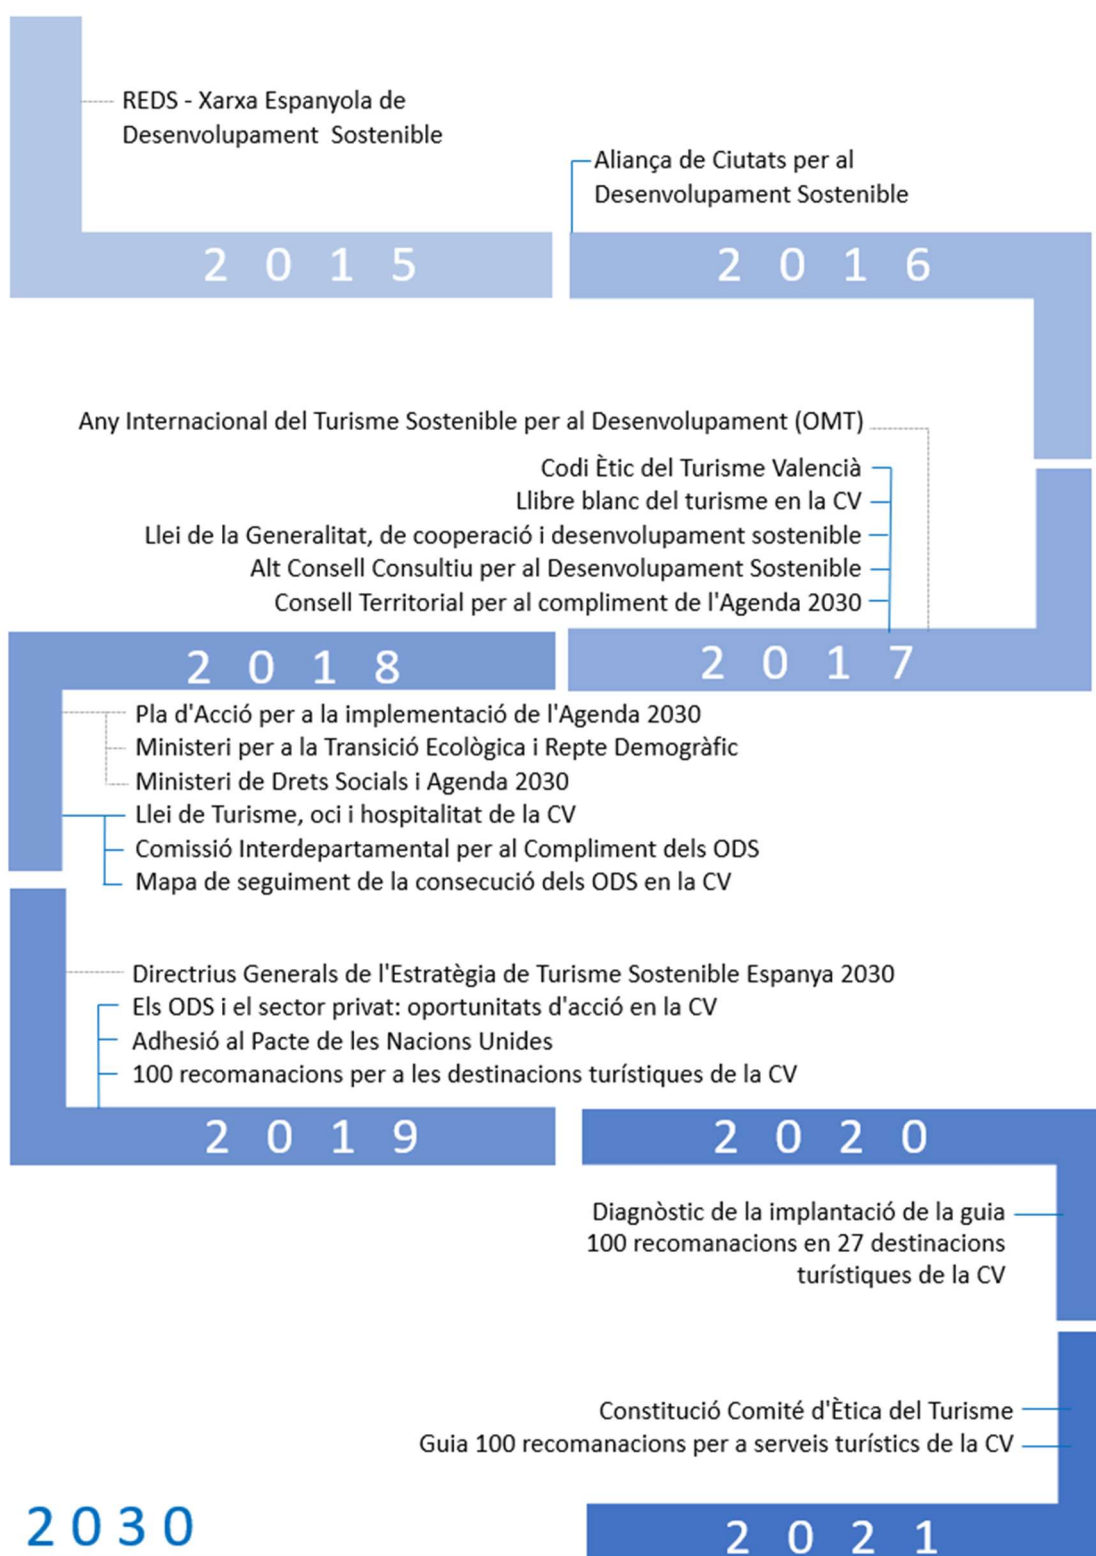 REDS - Xarxa Espanyola de
Desenvolupament Sostenible
Aliança de Ciutats per al
Desenvolupament Sostenible
2015
2016
Any Internacional del Turisme Sostenible per al Desenvolupament (OMT)
Codi Ètic del Turisme Valencià
Llibre blanc del turisme en la CV
Llei de la Generalitat, de cooperació i desenvolupament sostenible
Alt Consell Consultiu per al Desenvolupament Sostenible
Consell Territorial per al compliment de l'Agenda 2030
2017
2018
Pla d'Acció per a la implementació de l'Agenda 2030
Ministeri per a la Transició Ecològica i Repte Demogràfic
Ministeri de Drets Socials i Agenda 2030
Llei de Turisme, oci i hospitalitat de la CV
Comissió Interdepartamental per al Compliment dels ODS
Mapa de seguiment de la consecució dels ODS en la CV
Directrius Generals de l'Estratègia de Turisme Sostenible Espanya 2030
Els ODS i el sector privat: oportunitats d'acció en la CV
Adhesió al Pacte de les Nacions Unides
100 recomanacions per a les destinacions turístiques de la CV
2019
2020
Diagnòstic de la implantació de la guia
100 recomanacions en 27 destinacions
turístiques de la CV
Constitució Comité d'Ètica del Turisme
Guia 100 recomanacions per a serveis turístics de la CV
2021
2030